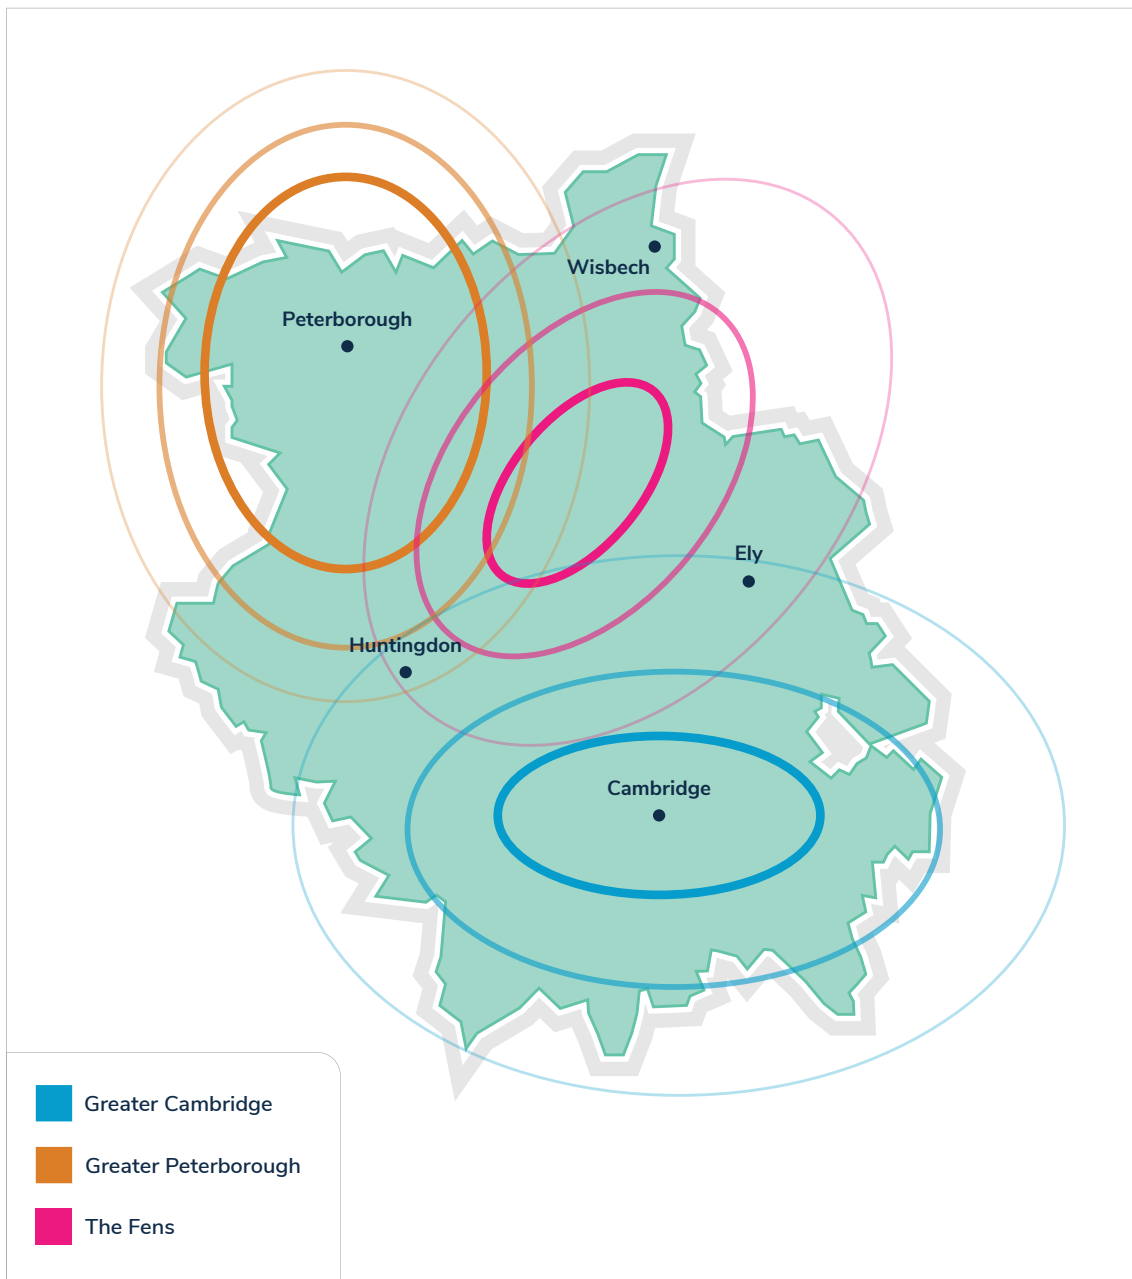 Wisbech
Peterborough
Ely
Huntingdon
Cambridge
Greater Cambridge
Greater Peterborough
The Fens